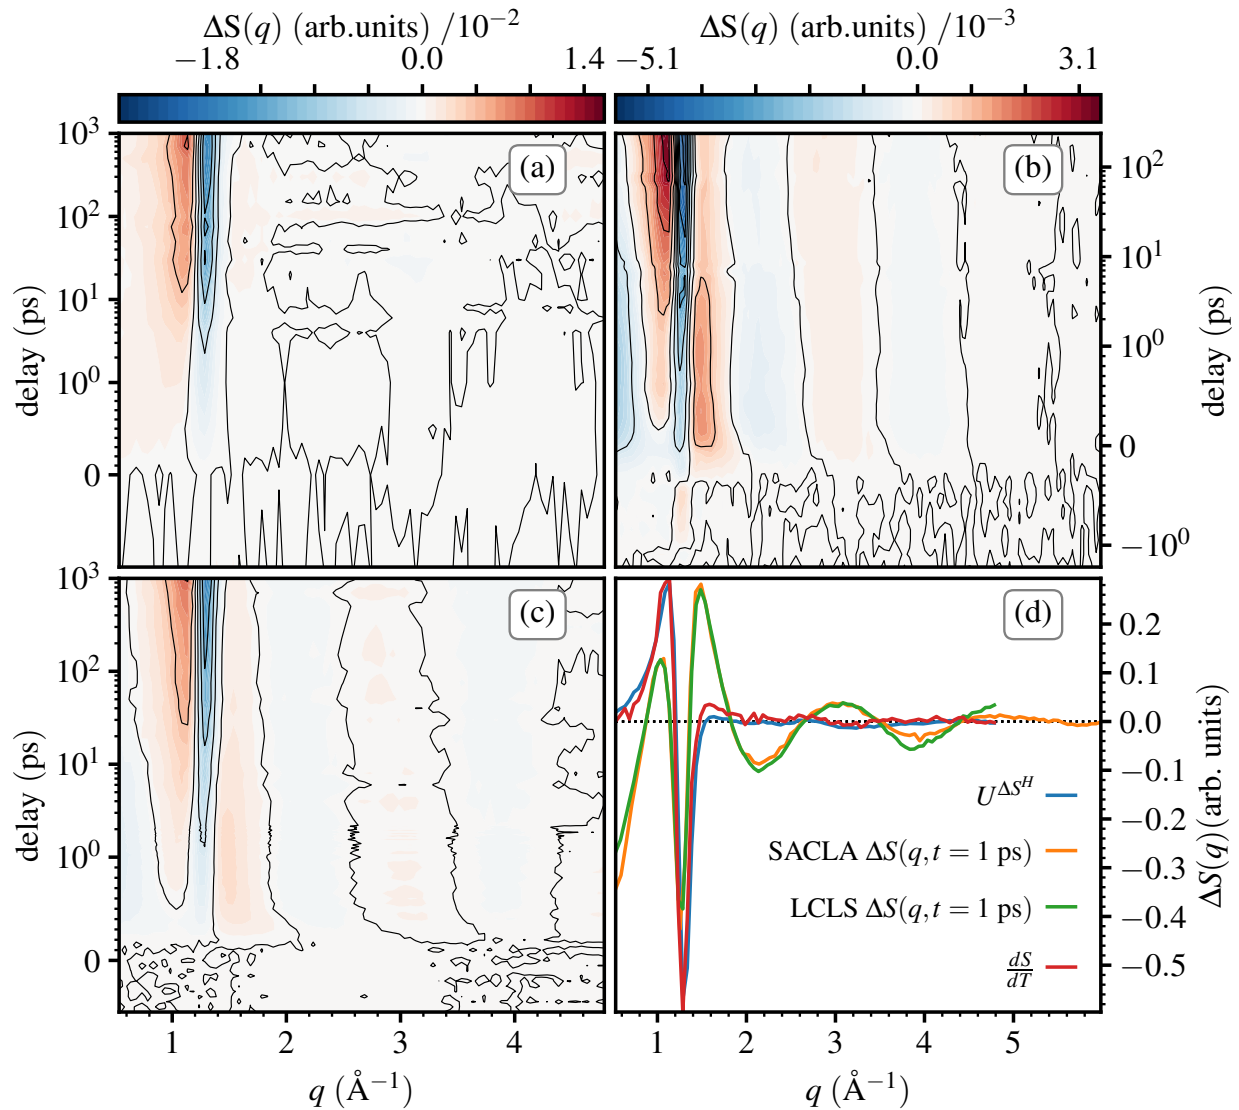 ΔS(q) (arb.units) /10⁻²
ΔS(q) (arb.units) /10⁻³
−1.8 0.0 1.4
−5.1 0.0 3.1
(a)
10³
10²
10¹
10⁰
0
delay (ps)
(b)
10²
10¹
10⁰
0
−10⁰
delay (ps)
(c)
10³
10²
10¹
10⁰
0
delay (ps)
1 2 3 4
q (Å⁻¹)
(d)
0.2
0.1
0.0
−0.1
−0.2
−0.3
−0.4
−0.5
ΔS(q)(arb. units)
U^{ΔS^H}
SACLA ΔS(q, t = 1 ps)
LCLS ΔS(q, t = 1 ps)
dS/dT
1 2 3 4 5
q (Å⁻¹)